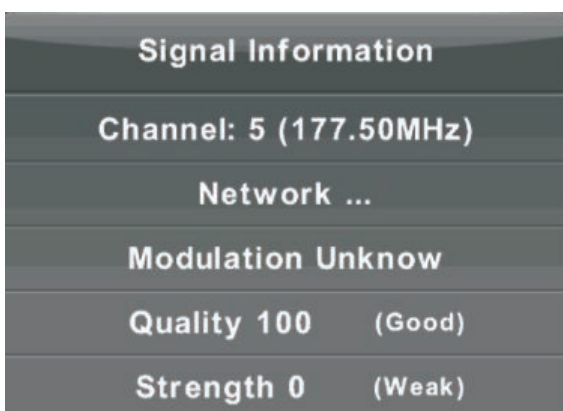 Signal Information
Channel: 5 (177.50MHz)
Network ...
Modulation Unknow
Quality 100 (Good)
Strength 0 (Weak)